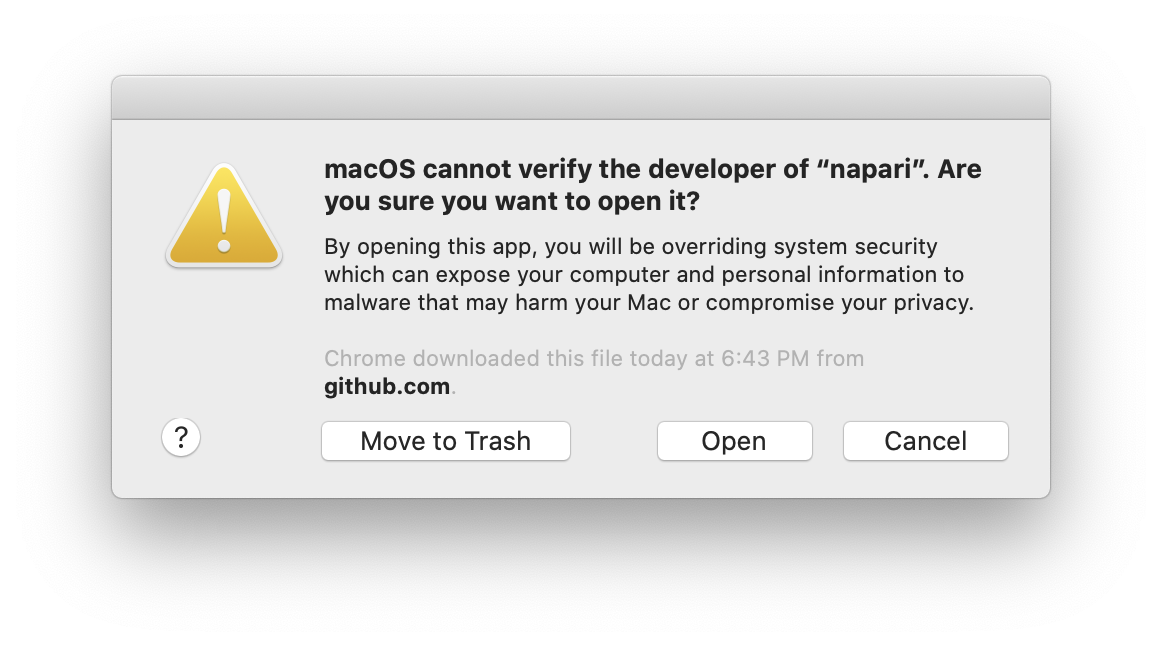 macOS cannot verify the developer of “napari”. Are
you sure you want to open it?
By opening this app, you will be overriding system security
which can expose your computer and personal information to
malware that may harm your Mac or compromise your privacy.
Chrome downloaded this file today at 6:43 PM from
github.com.
?
Move to Trash
Open
Cancel